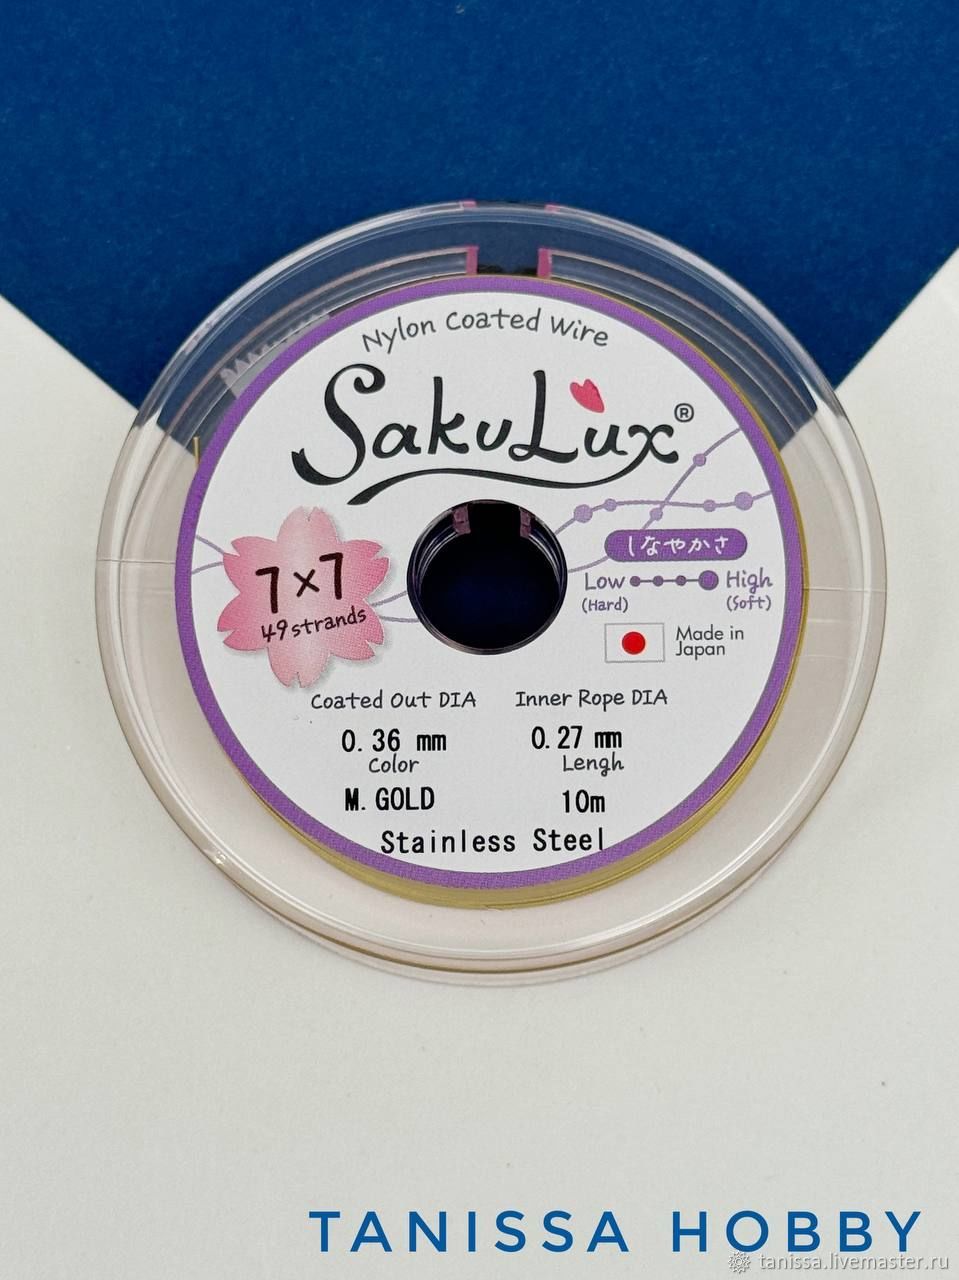 Nylon Coated Wire
SakuLux®
7×7
49 strands
しなやかさ
Low High
(Hard) (Soft)
Made in
Japan
Coated Out DIA Inner Rope DIA
0.36 mm 0.27 mm
Color Lengh
M.GOLD 10m
Stainless Steel
TANISSA HOBBY
tanissa.livemaster.ru